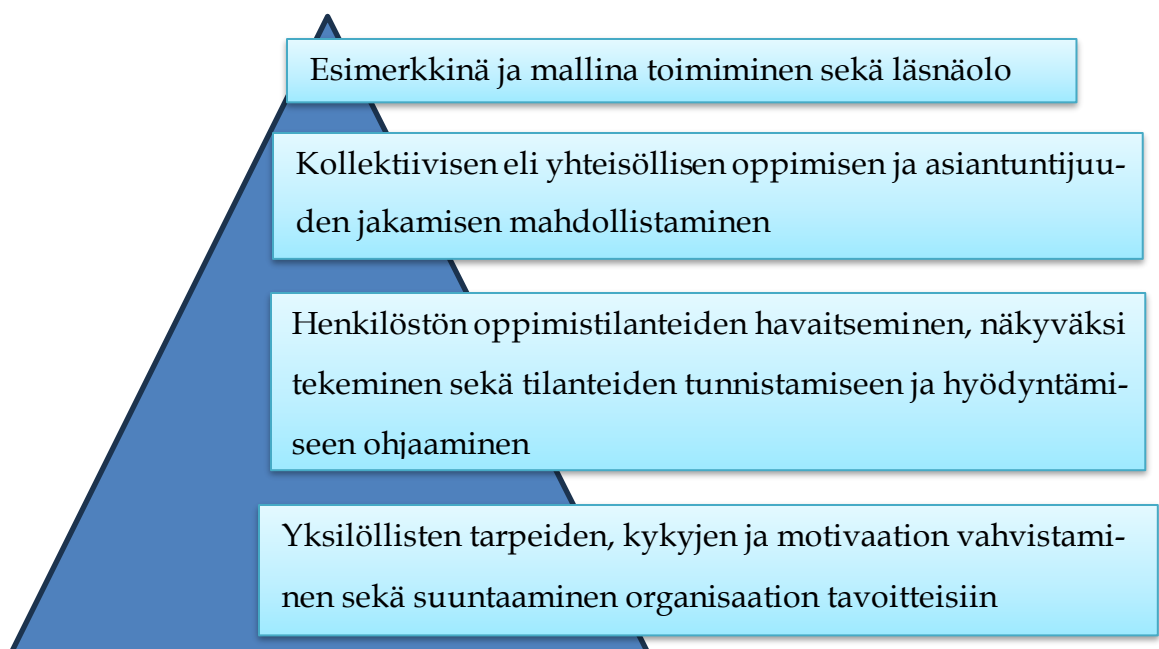 Esimerkkinä ja mallina toimiminen sekä läsnäolo
Kollektiivisen eli yhteisöllisen oppimisen ja asiantuntijuu-
den jakamisen mahdollistaminen
Henkilöstön oppimistilanteiden havaitseminen, näkyväksi
tekeminen sekä tilanteiden tunnistamiseen ja hyödyntämi-
seen ohjaaminen
Yksilöllisten tarpeiden, kykyjen ja motivaation vahvistami-
nen sekä suuntaaminen organisaation tavoitteisiin